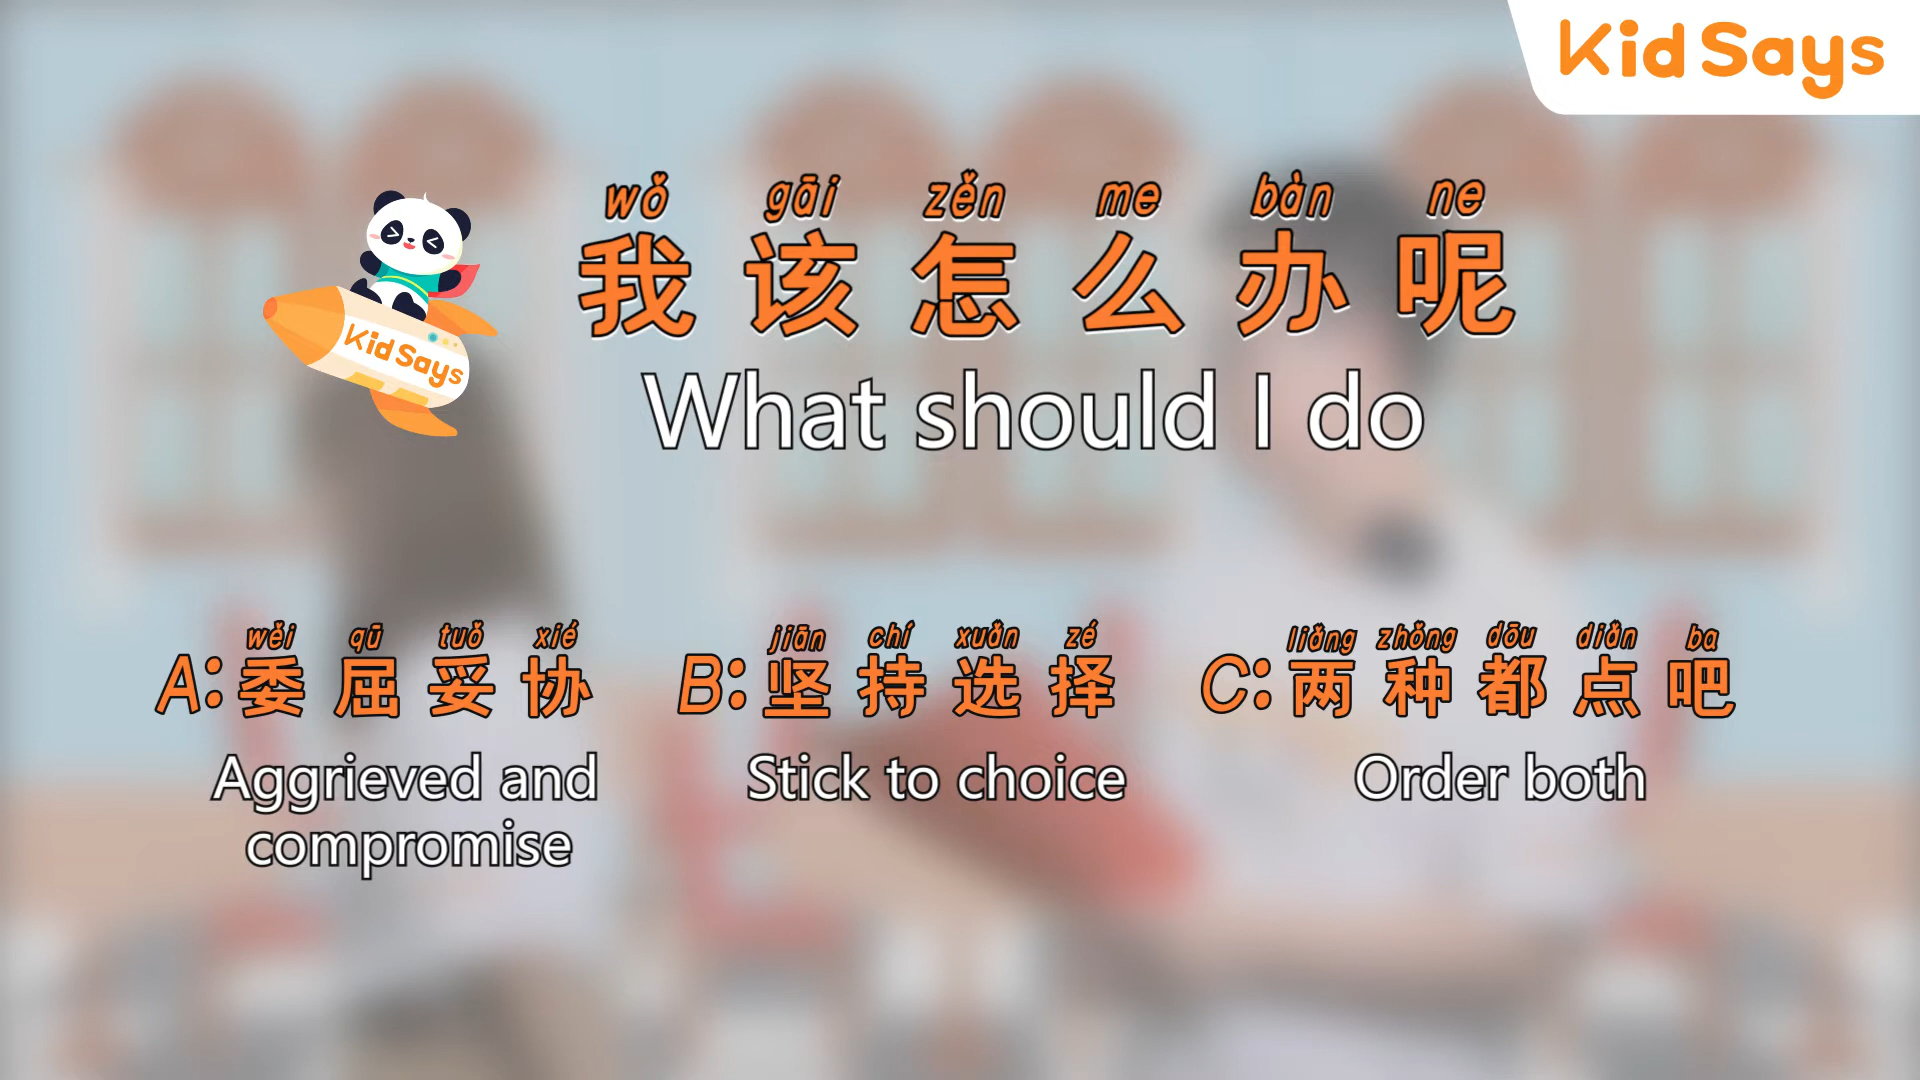 Kid Says
wǒ gāi zěn me bàn ne
我该怎么办呢
Kid Says
What should I do
wěi qū tuǒ xié
A:委屈妥协
Aggrieved and
compromise
jiān chí xuǎn zé
B:坚持选择
Stick to choice
liǎng zhǒng dōu diǎn ba
C:两种都点吧
Order both